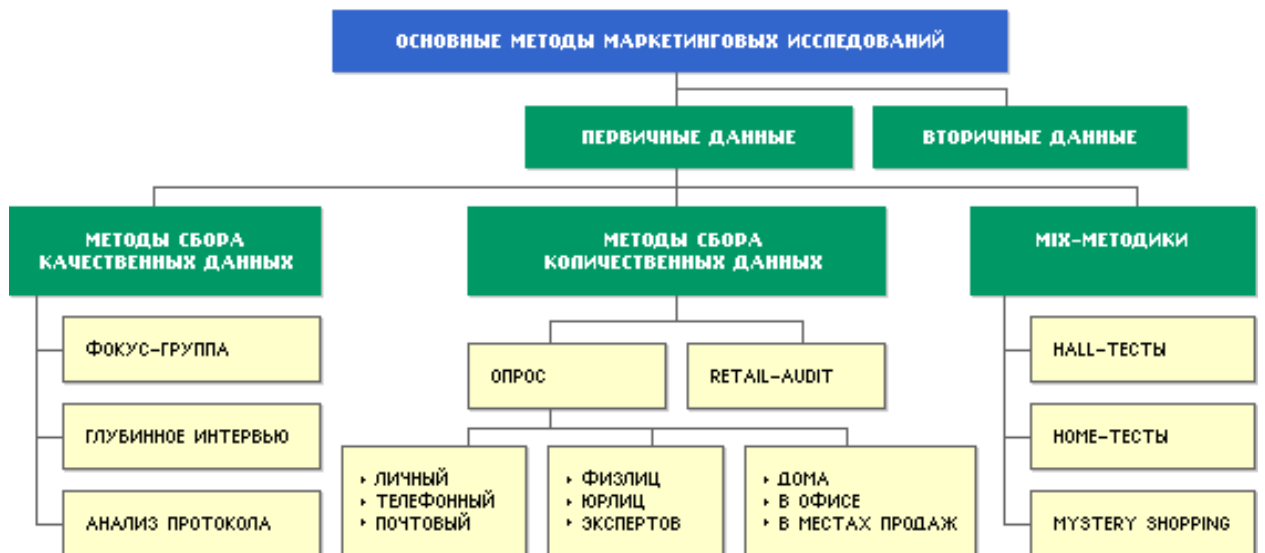 ОСНОВНЫЕ МЕТОДЫ МАРКЕТИНГОВЫХ ИССЛЕДОВАНИЙ
ПЕРВИЧНЫЕ ДАННЫЕ
ВТОРИЧНЫЕ ДАННЫЕ
МЕТОДЫ СБОРА
КАЧЕСТВЕННЫХ ДАННЫХ
МЕТОДЫ СБОРА
КОЛИЧЕСТВЕННЫХ ДАННЫХ
MIX-МЕТОДИКИ
ФОКУС-ГРУППА
ГЛУБИННОЕ ИНТЕРВЬЮ
АНАЛИЗ ПРОТОКОЛА
ОПРОС
RETAIL-AUDIT
‣ ЛИЧНЫЙ
‣ ТЕЛЕФОННЫЙ
‣ ПОЧТОВЫЙ
‣ ФИЗЛИЦ
‣ ЮРЛИЦ
‣ ЭКСПЕРТОВ
‣ ДОМА
‣ В ОФИСЕ
‣ В МЕСТАХ ПРОДАЖ
HALL-ТЕСТЫ
HOME-ТЕСТЫ
MYSTERY SHOPPING